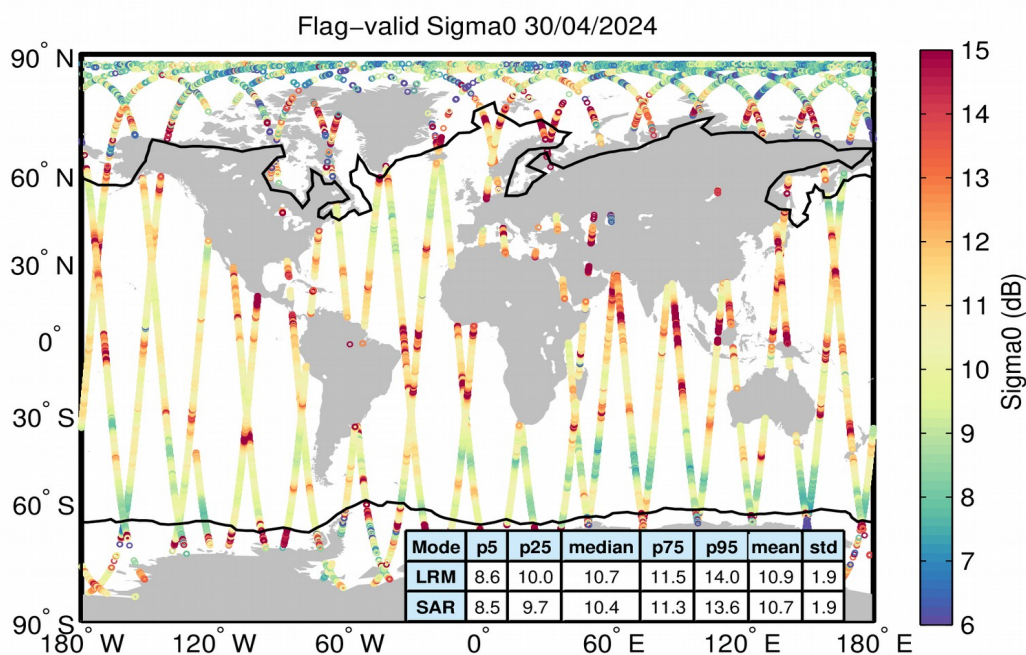 Flag−valid Sigma0 30/04/2024
90° N
60° N
30° N
0°
30° S
60° S
90° S
180° W
120° W
60° W
0°
60° E
120° E
180° E
15
14
13
12
11
10
9
8
7
6
Sigma0 (dB)
Mode p5 p25 median p75 p95 mean std
LRM 8.6 10.0 10.7 11.5 14.0 10.9 1.9
SAR 8.5 9.7 10.4 11.3 13.6 10.7 1.9